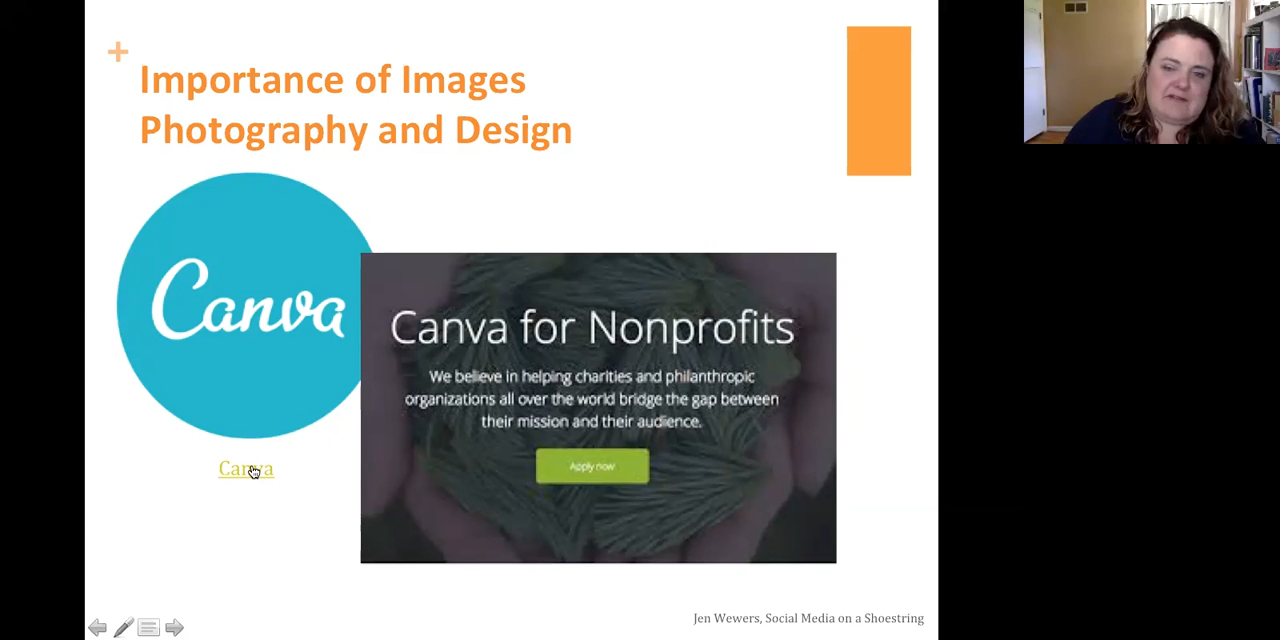 +
Importance of Images
Photography and Design
Canva
Canva for Nonprofits
We believe in helping charities and philanthropic
organizations all over the world bridge the gap between
their mission and their audience.
Apply now
Canva
Jen Wewers, Social Media on a Shoestring